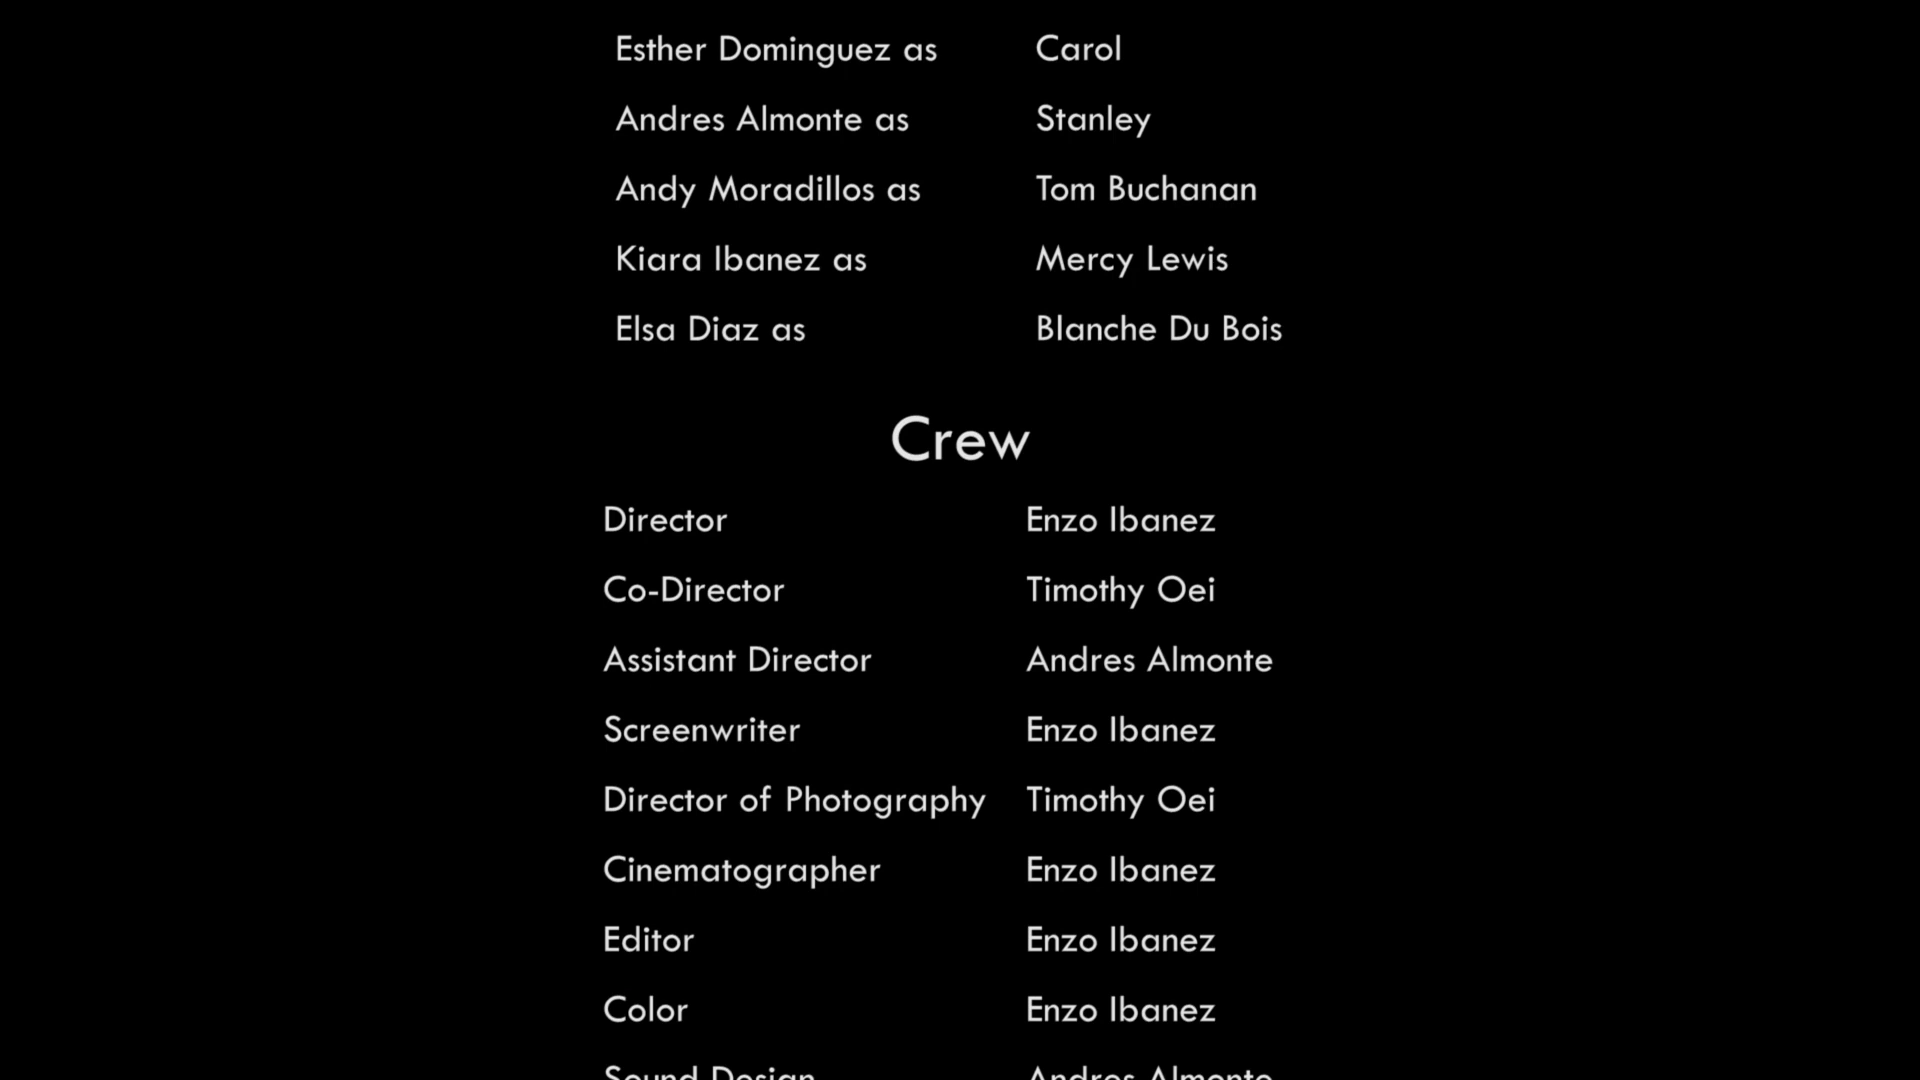 Esther Dominguez as Carol
Andres Almonte as Stanley
Andy Moradillos as Tom Buchanan
Kiara Ibanez as Mercy Lewis
Elsa Diaz as Blanche Du Bois
Crew
Director Enzo Ibanez
Co-Director Timothy Oei
Assistant Director Andres Almonte
Screenwriter Enzo Ibanez
Director of Photography Timothy Oei
Cinematographer Enzo Ibanez
Editor Enzo Ibanez
Color Enzo Ibanez
Sound Design Andres Almonte